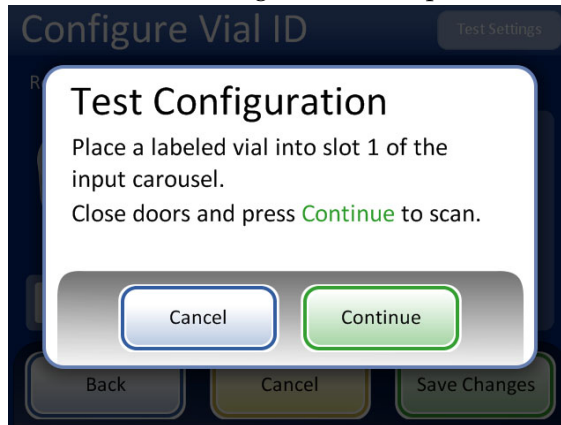 Configure Vial ID
Test Settings
R
Test Configuration
Place a labeled vial into slot 1 of the
input carousel.
Close doors and press Continue to scan.
Cancel
Continue
Back
Cancel
Save Changes